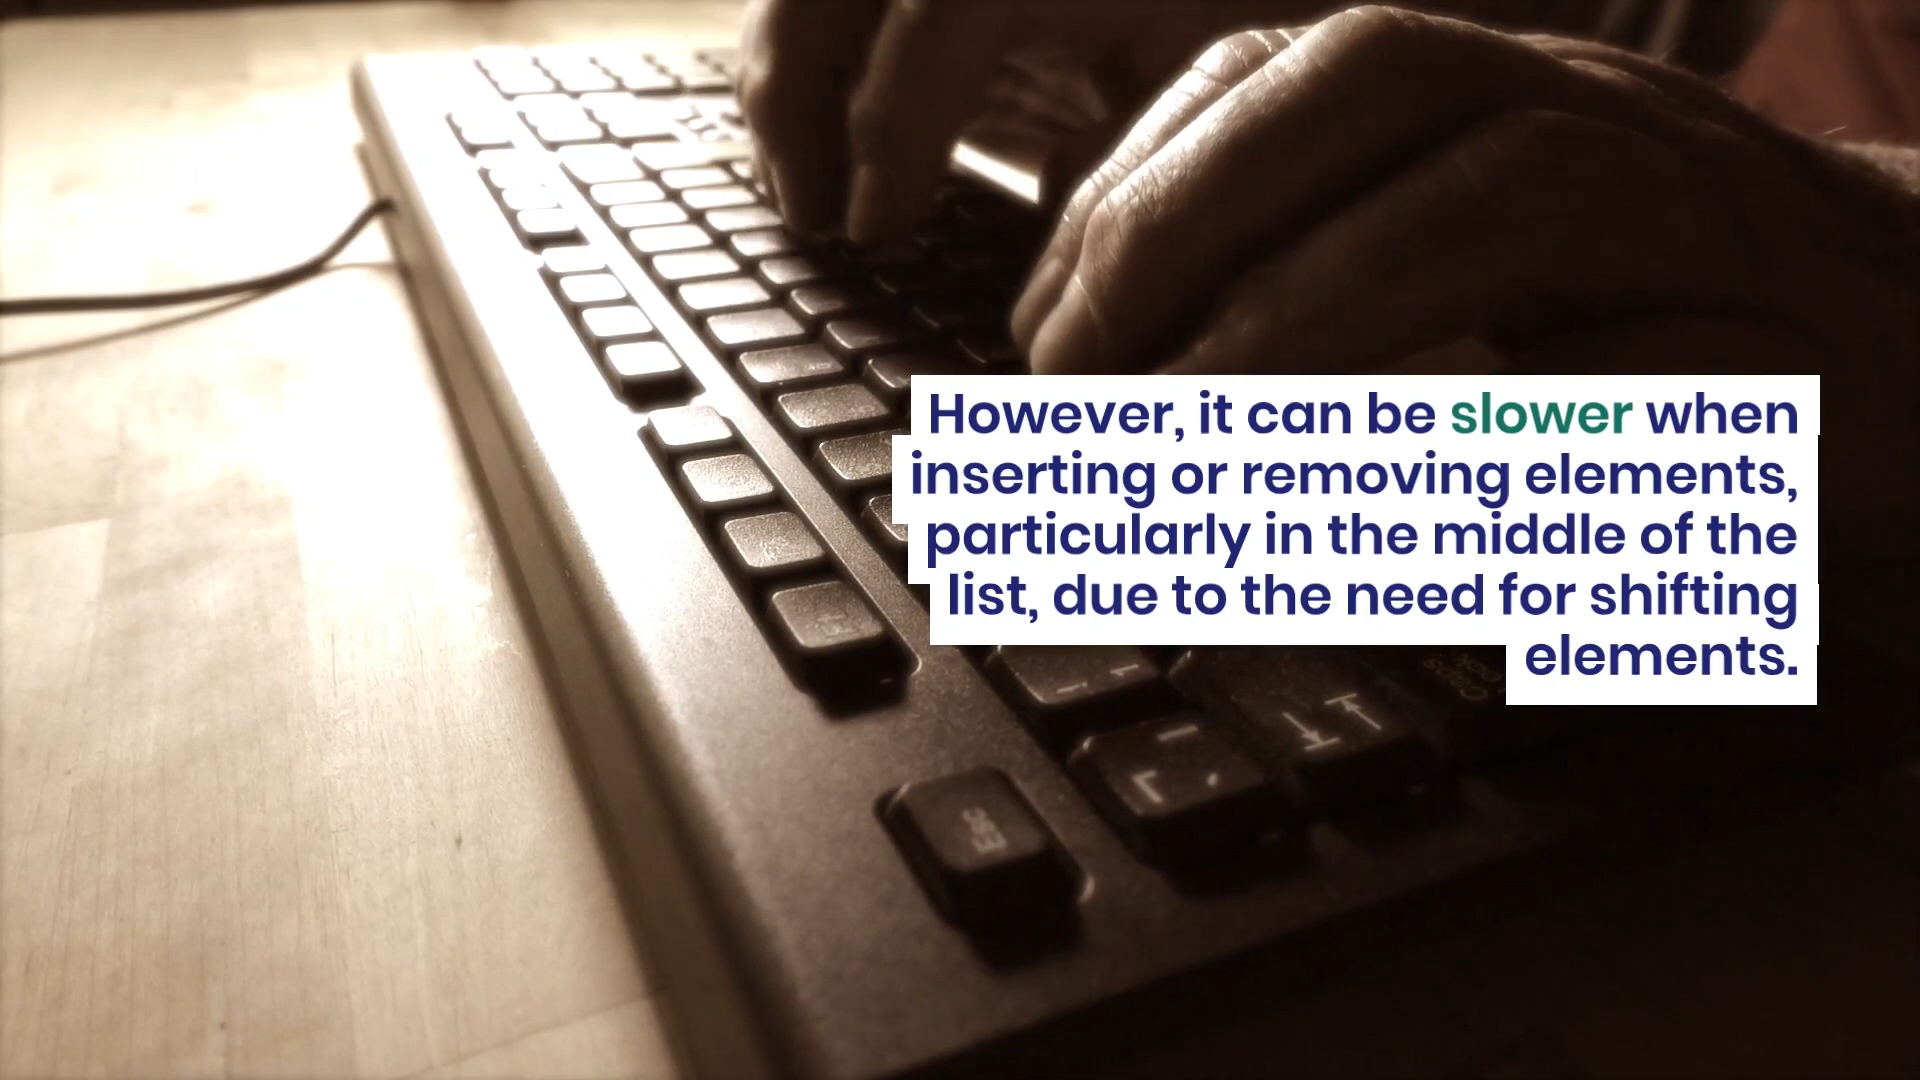 However, it can be slower when
inserting or removing elements,
particularly in the middle of the
list, due to the need for shifting
elements.
Esc